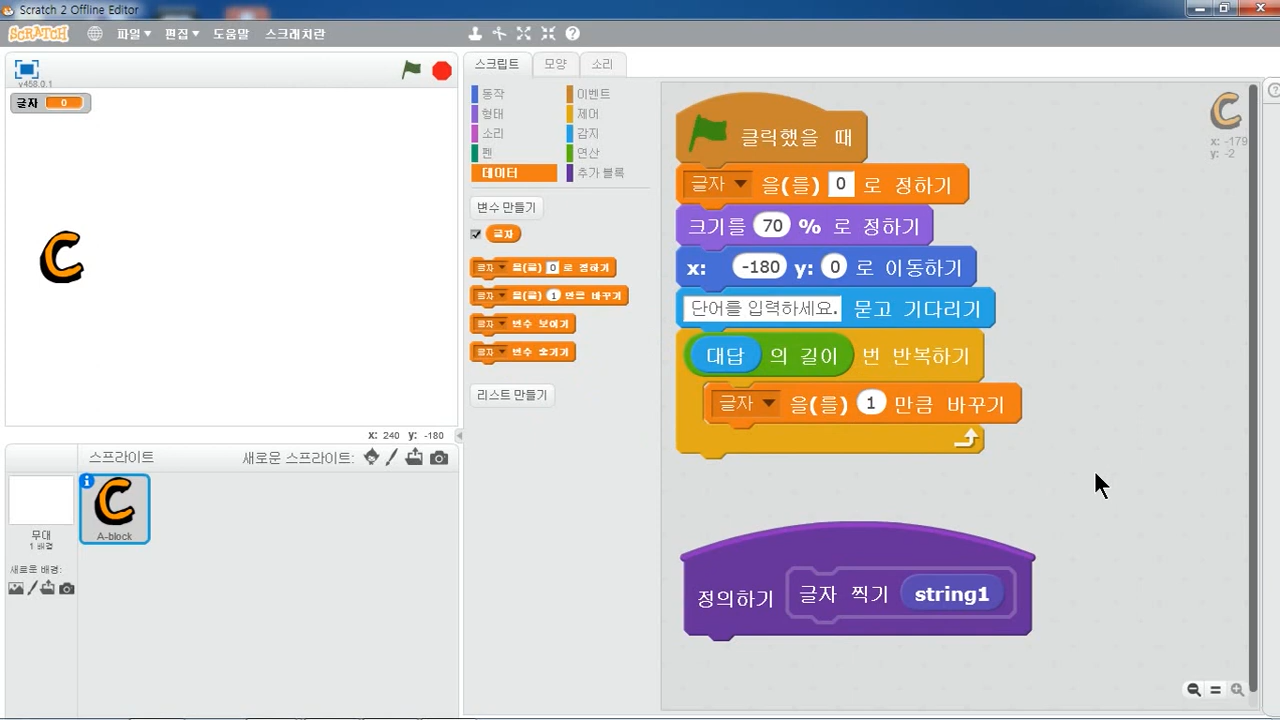 Scratch 2 Offline Editor
SCRATCH 파일 편집 도움말 스크래치란
v458.0.1
글자 0
x: 240 y: -180
스프라이트 새로운 스프라이트:
무대
1 배경
새로운 배경:
A-block
스크립트 모양 소리
동작 이벤트
형태 제어
소리 감지
펜 연산
데이터 추가 블록
변수 만들기
글자
글자 을(를) 0 로 정하기
글자 을(를) 1 만큼 바꾸기
글자 변수 보이기
글자 변수 숨기기
리스트 만들기
클릭했을 때
글자 을(를) 0 로 정하기
크기를 70 % 로 정하기
x: -180 y: 0 로 이동하기
단어를 입력하세요. 묻고 기다리기
대답 의 길이 번 반복하기
글자 을(를) 1 만큼 바꾸기
정의하기 글자 찍기 string1
x: -179
y: -2